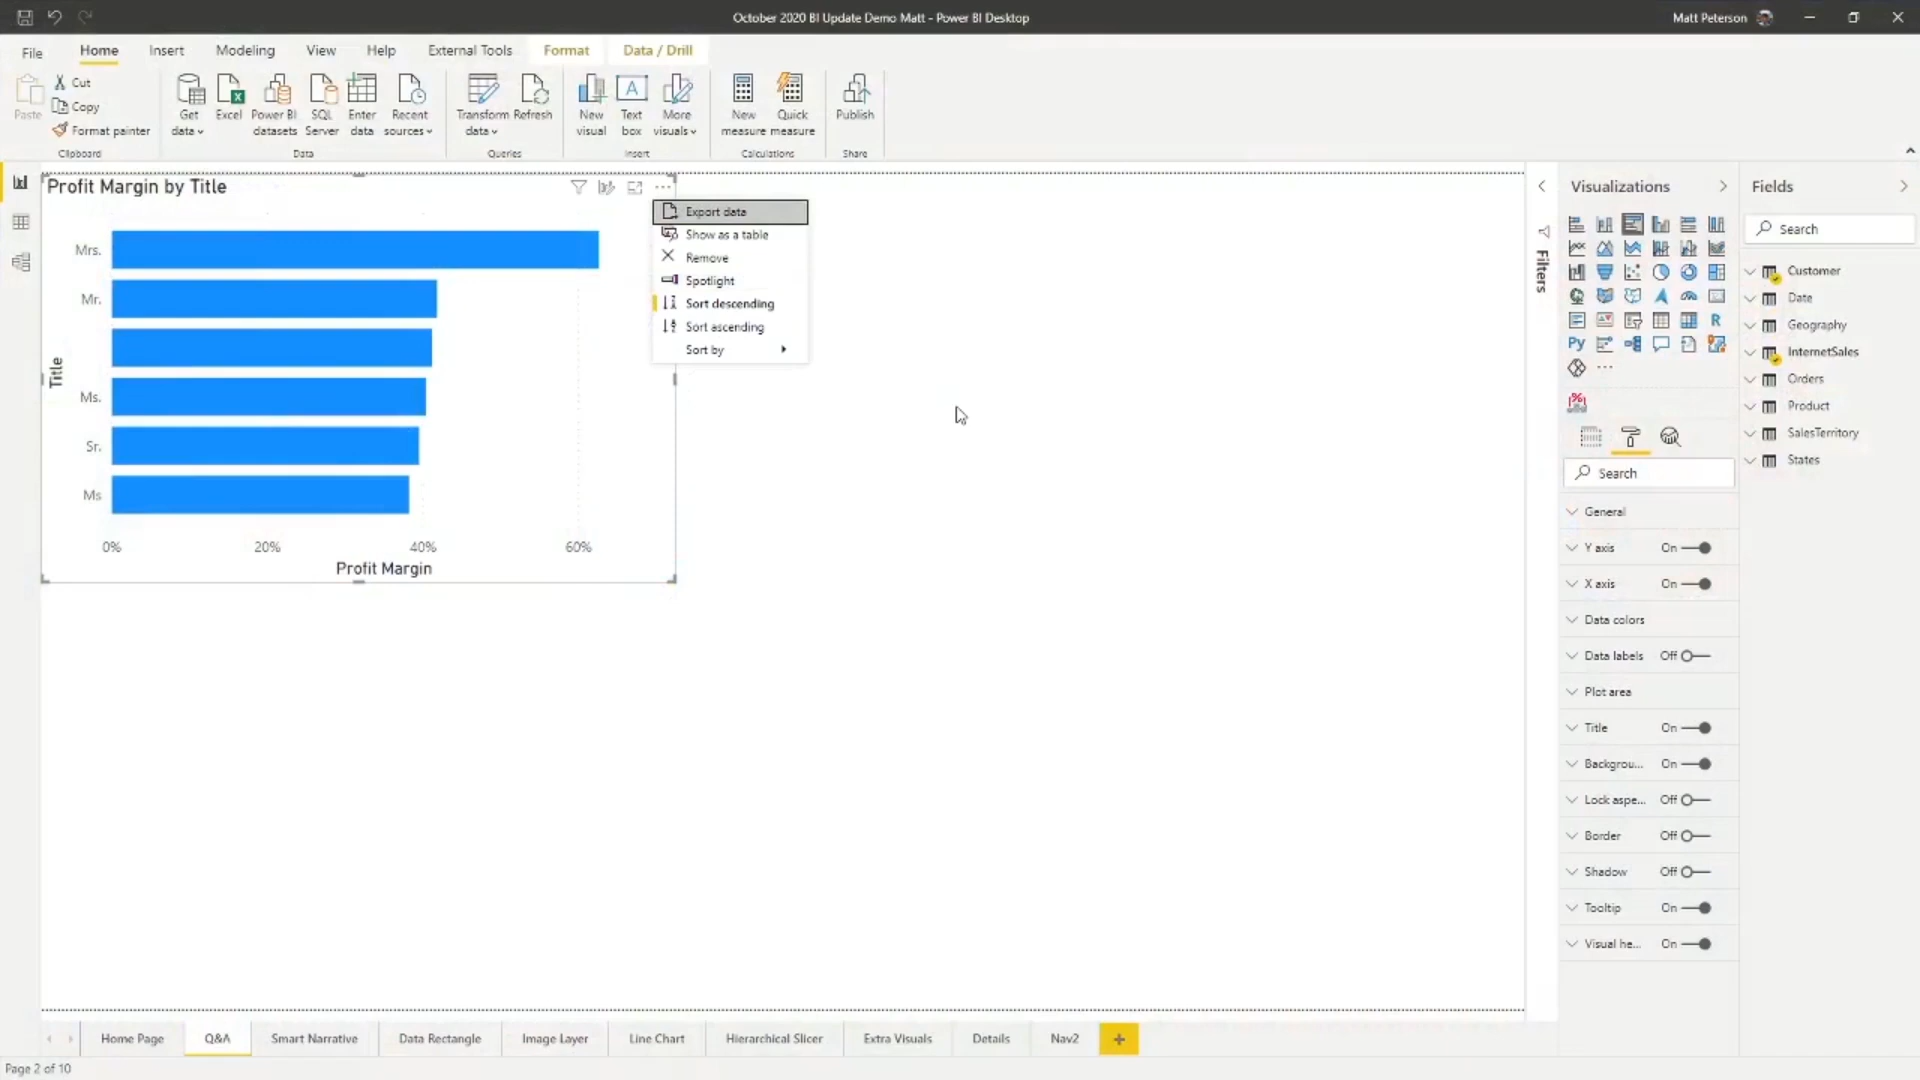 October 2020 BI Update Demo Matt - Power BI Desktop
Matt Peterson
File
Home
Insert
Modeling
View
Help
External Tools
Format
Data / Drill
Paste
Cut
Copy
Format painter
Clipboard
Get data
Excel
Power BI datasets
SQL Server
Enter data
Recent sources
Data
Transform data
Refresh
Queries
New visual
Text box
More visuals
Insert
New measure
Quick measure
Calculations
Publish
Share
Profit Margin by Title
Export data
Show as a table
Remove
Spotlight
Sort descending
Sort ascending
Sort by
Title
Mrs.
Mr.
Ms.
Sr.
Ms
0%
20%
40%
60%
Profit Margin
Filters
Visualizations
R
Py
Search
General
Y axis On
X axis On
Data colors
Data labels Off
Plot area
Title On
Backgrou... On
Lock aspe... Off
Border Off
Shadow Off
Tooltip On
Visual he... On
Fields
Search
Customer
Date
Geography
InternetSales
Orders
Product
SalesTerritory
States
Home Page
Q&A
Smart Narrative
Data Rectangle
Image Layer
Line Chart
Hierarchical Slicer
Extra Visuals
Details
Nav2
+
Page 2 of 10